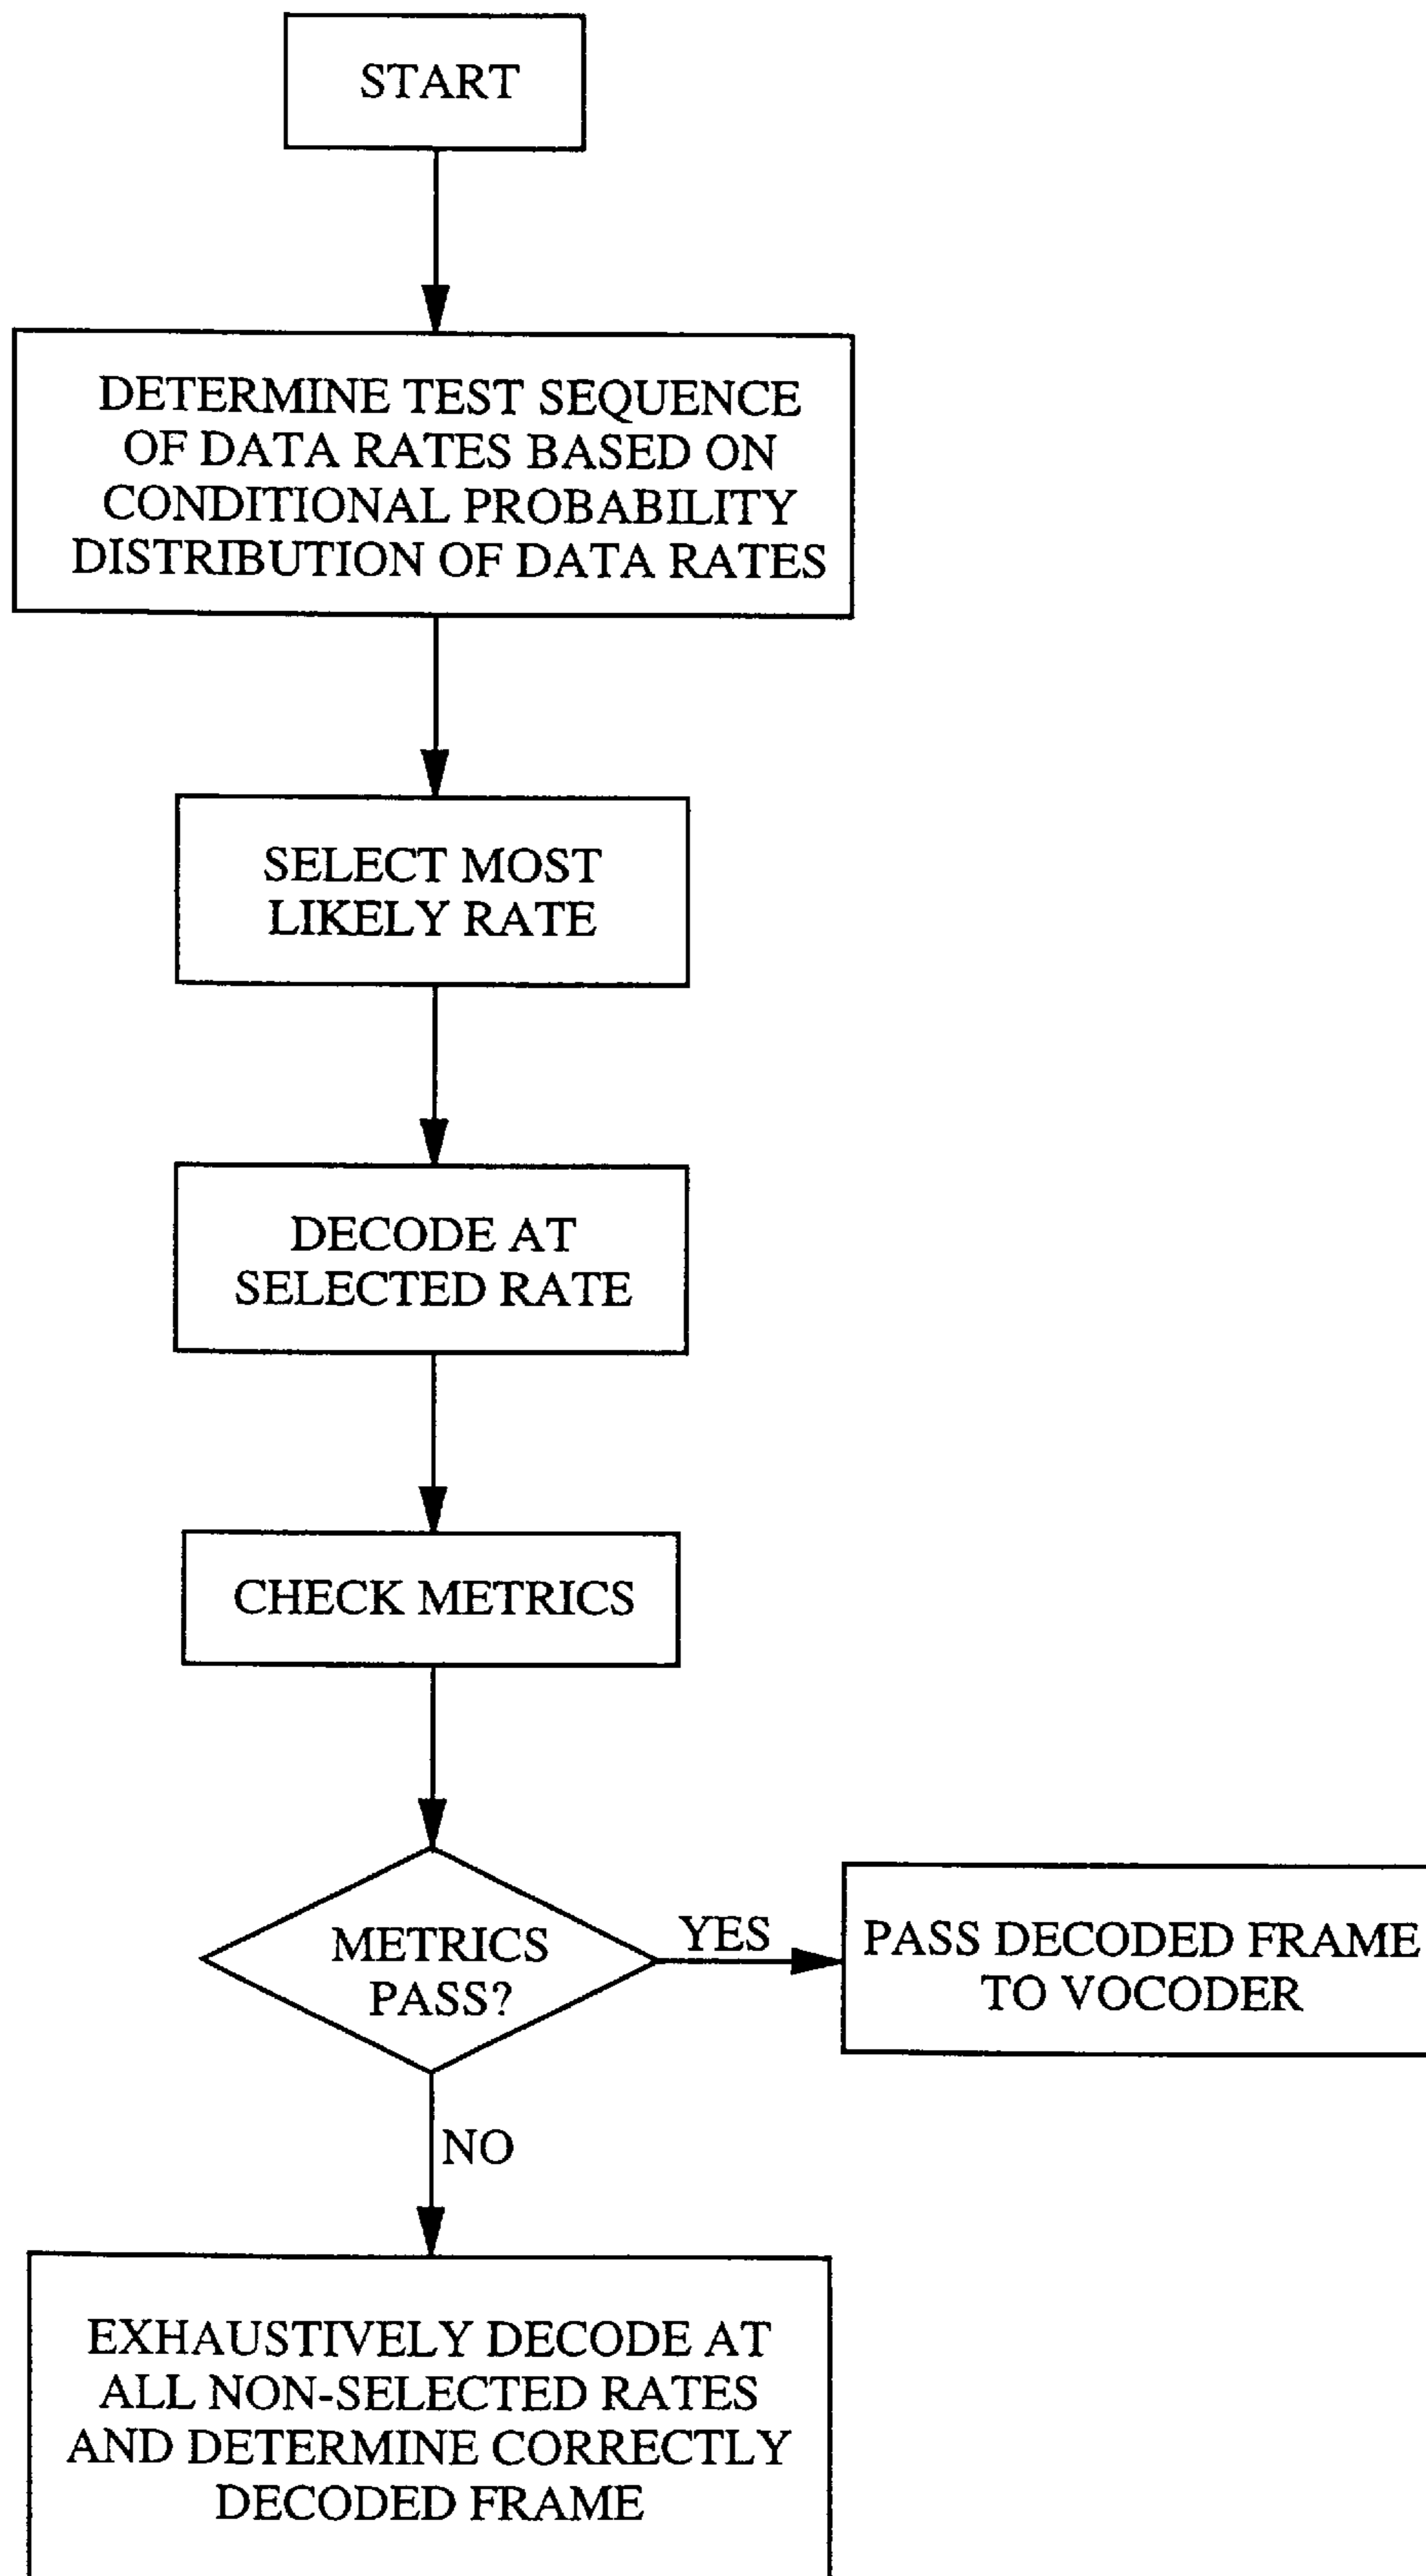 START
DETERMINE TEST SEQUENCE
OF DATA RATES BASED ON
CONDITIONAL PROBABILITY
DISTRIBUTION OF DATA RATES
SELECT MOST
LIKELY RATE
DECODE AT
SELECTED RATE
CHECK METRICS
METRICS
PASS?
YES
PASS DECODED FRAME
TO VOCODER
NO
EXHAUSTIVELY DECODE AT
ALL NON-SELECTED RATES
AND DETERMINE CORRECTLY
DECODED FRAME